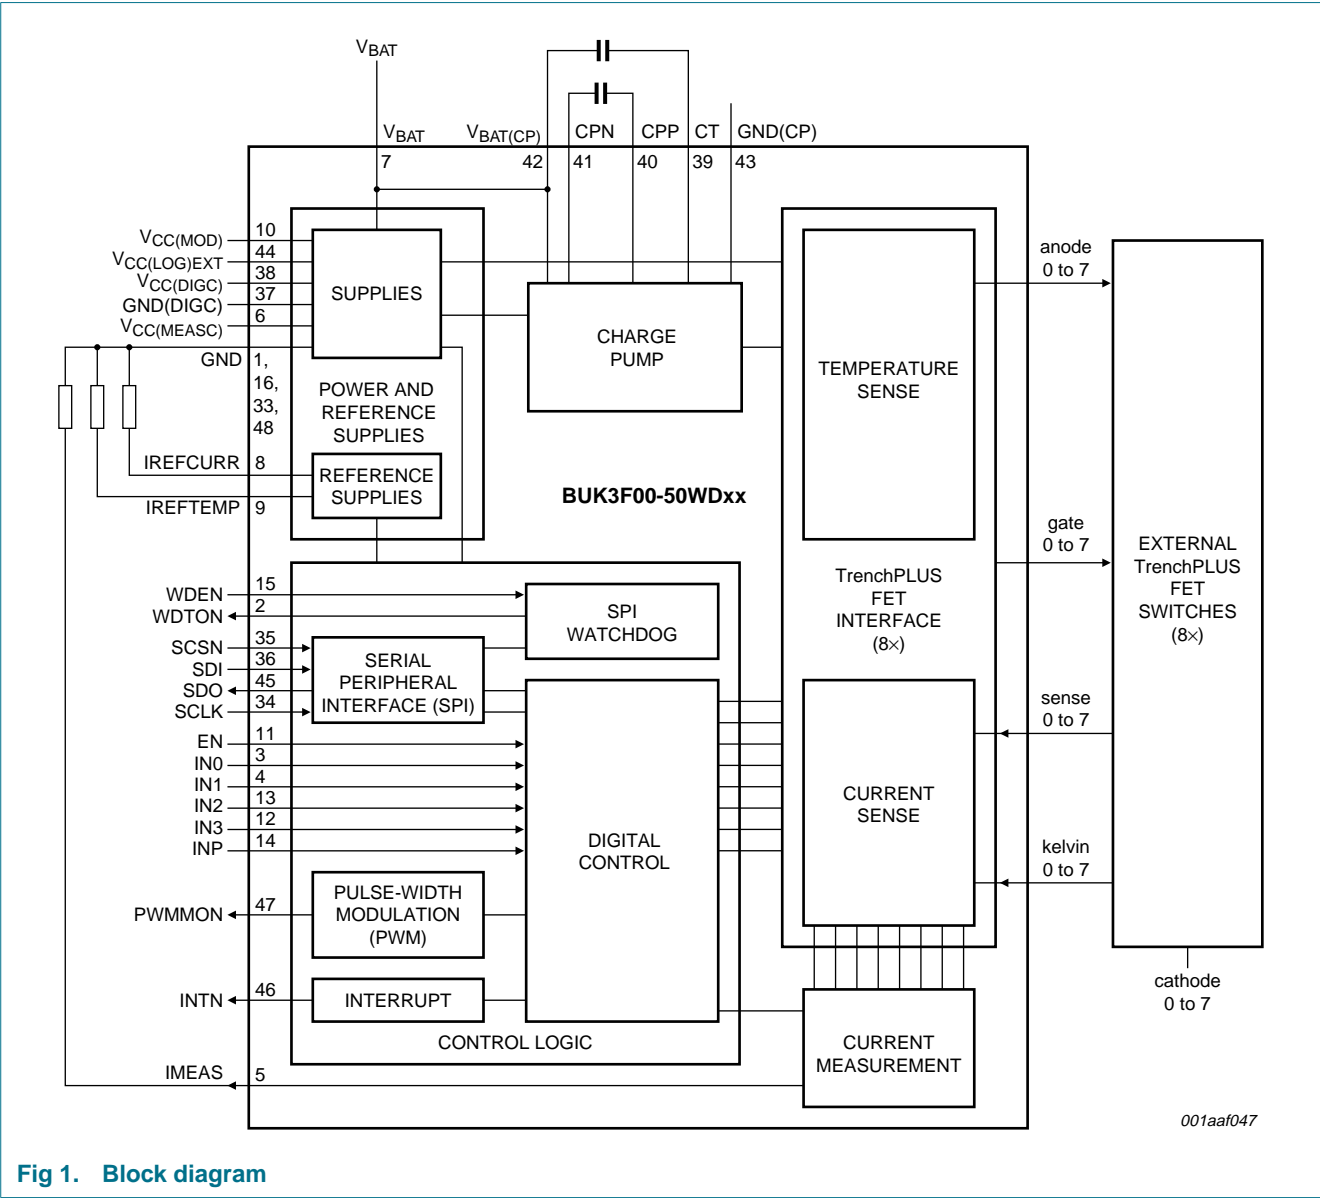 VBAT
VBAT
VBAT(CP)
CPN
CPP
CT
GND(CP)
7
42
41
40
39
43
VCC(MOD)
10
VCC(LOG)EXT
44
VCC(DIGC)
38
GND(DIGC)
37
VCC(MEASC)
6
GND
1,
16,
33,
48
SUPPLIES
POWER AND
REFERENCE
SUPPLIES
IREFCURR
8
IREFTEMP
9
REFERENCE
SUPPLIES
CHARGE
PUMP
BUK3F00-50WDxx
TEMPERATURE
SENSE
TrenchPLUS
FET
INTERFACE
(8×)
CURRENT
SENSE
anode
0 to 7
gate
0 to 7
sense
0 to 7
kelvin
0 to 7
EXTERNAL
TrenchPLUS
FET
SWITCHES
(8×)
cathode
0 to 7
WDEN
15
WDTON
2
SPI
WATCHDOG
SCSN
35
SDI
36
SDO
45
SCLK
34
SERIAL
PERIPHERAL
INTERFACE (SPI)
EN
11
IN0
3
IN1
4
IN2
13
IN3
12
INP
14
DIGITAL
CONTROL
PWMMON
47
PULSE-WIDTH
MODULATION
(PWM)
INTN
46
INTERRUPT
CONTROL LOGIC
IMEAS
5
CURRENT
MEASUREMENT
001aaf047
Fig 1. Block diagram